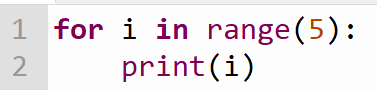 1 for i in range(5):
2     print(i)